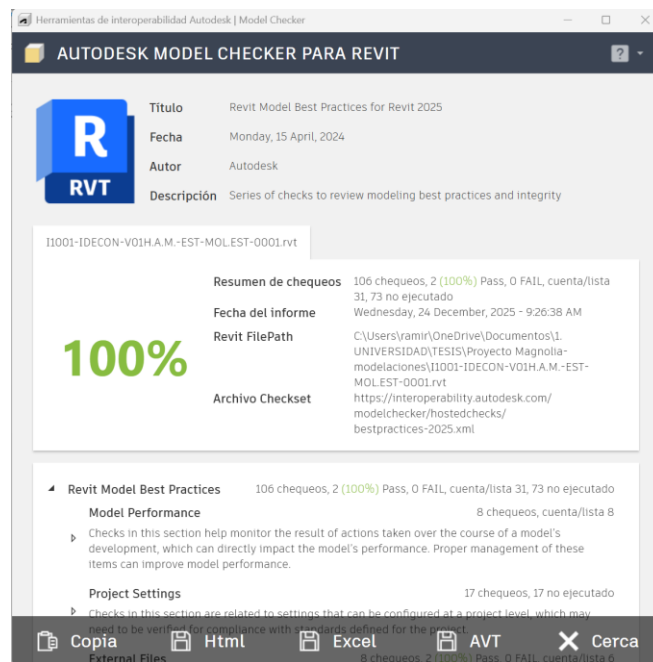 Herramientas de interoperabilidad Autodesk | Model Checker
AUTODESK MODEL CHECKER PARA REVIT
?
R
RVT
Título Revit Model Best Practices for Revit 2025
Fecha Monday, 15 April, 2024
Autor Autodesk
Descripción Series of checks to review modeling best practices and integrity
I1001-IDECON-V01H.A.M.-EST-MOL.EST-0001.rvt
100%
Resumen de chequeos 106 chequeos, 2 (100%) Pass, 0 FAIL, cuenta/lista
31, 73 no ejecutado
Fecha del informe Wednesday, 24 December, 2025 - 9:26:38 AM
Revit FilePath C:\Users\ramir\OneDrive\Documentos\1.
UNIVERSIDAD\TESIS\Proyecto Magnolia-
modelaciones\I1001-IDECON-V01H.A.M.-EST-
MOL.EST-0001.rvt
Archivo Checkset https://interoperability.autodesk.com/
modelchecker/hostedchecks/
bestpractices-2025.xml
Revit Model Best Practices 106 chequeos, 2 (100%) Pass, 0 FAIL, cuenta/lista 31, 73 no ejecutado
Model Performance 8 chequeos, cuenta/lista 8
Checks in this section help monitor the result of actions taken over the course of a model's
development, which can directly impact the model's performance. Proper management of these
items can improve model performance.
Project Settings 17 chequeos, 17 no ejecutado
Checks in this section are related to settings that can be configured at a project level, which may
need to be verified for compliance with standards defined for the project.
Copia Html Excel AVT Cerca
External Files 8 chequeos, 2 (100%) Pass, 0 FAIL, cuenta/lista 6